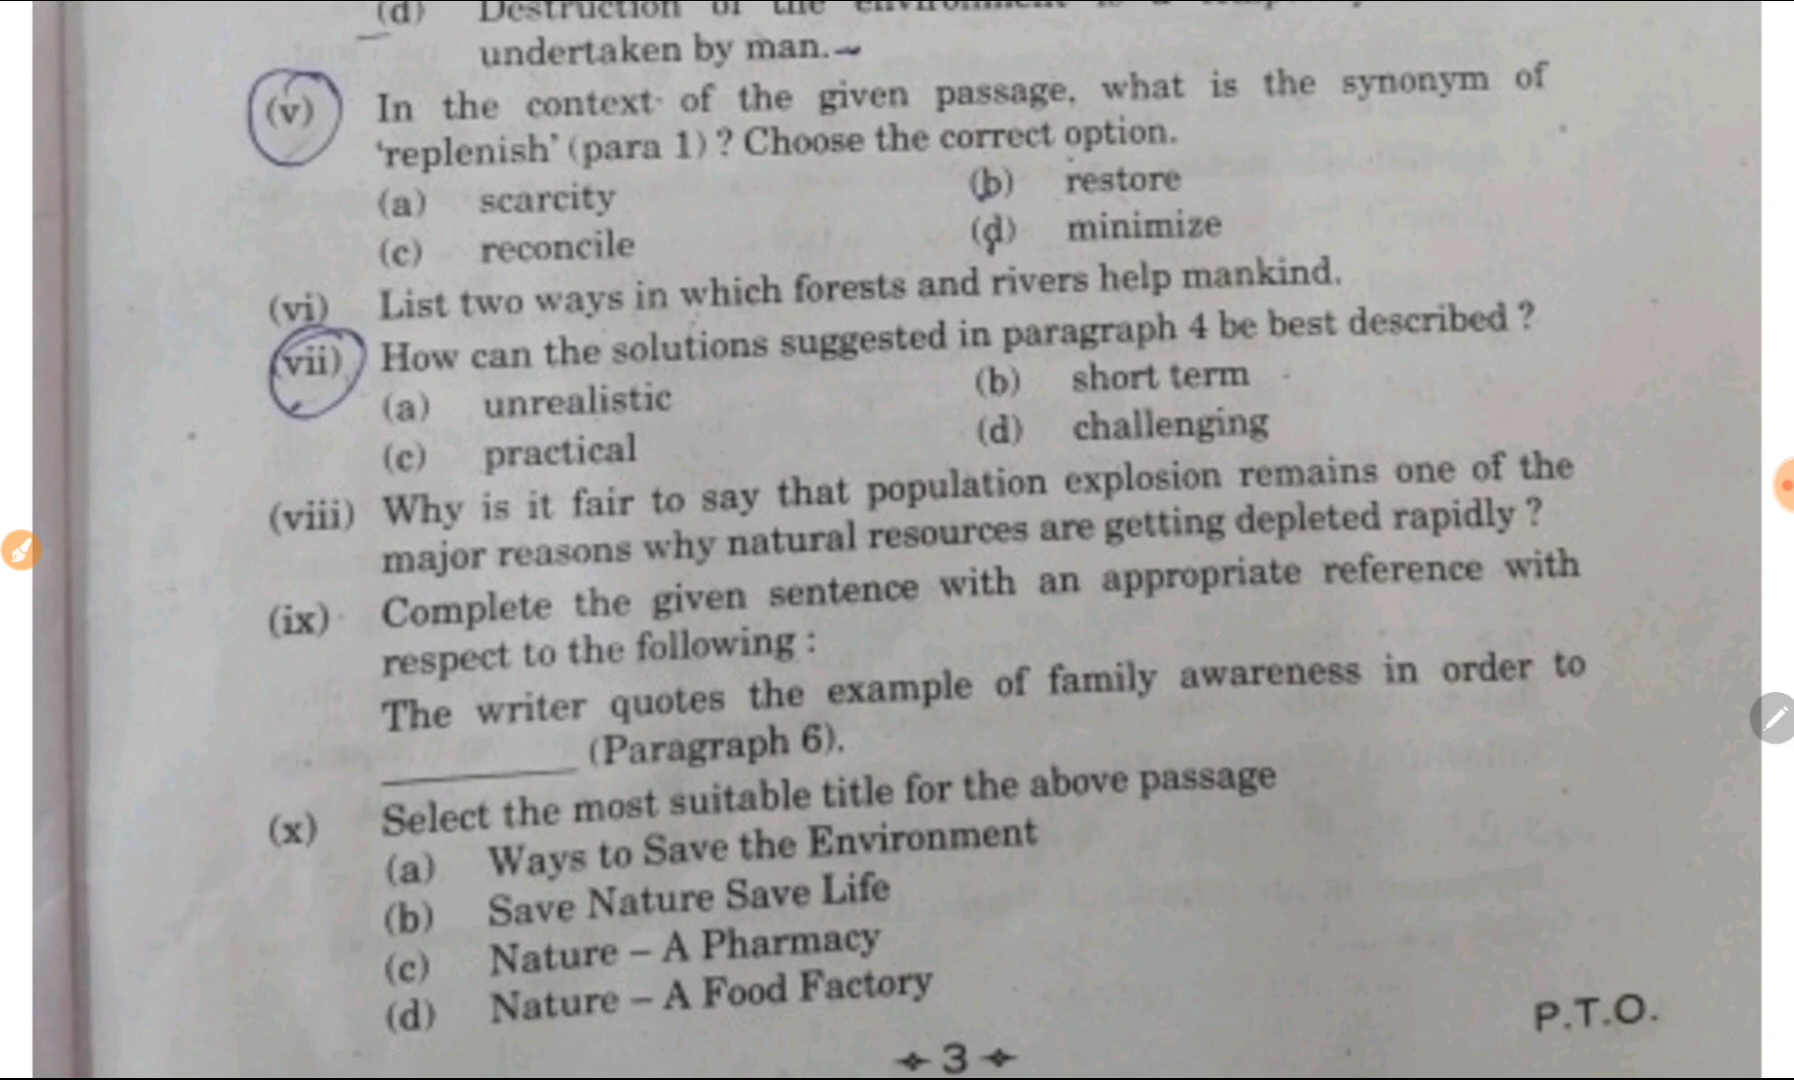 (d) Destruction of the environment is a
undertaken by man.
(v) In the context of the given passage, what is the synonym of
'replenish' (para 1) ? Choose the correct option.
(a) scarcity (b) restore
(c) reconcile (d) minimize
(vi) List two ways in which forests and rivers help mankind.
(vii) How can the solutions suggested in paragraph 4 be best described ?
(a) unrealistic (b) short term
(c) practical (d) challenging
(viii) Why is it fair to say that population explosion remains one of the
major reasons why natural resources are getting depleted rapidly ?
(ix) Complete the given sentence with an appropriate reference with
respect to the following :
The writer quotes the example of family awareness in order to
__________ (Paragraph 6).
(x) Select the most suitable title for the above passage
(a) Ways to Save the Environment
(b) Save Nature Save Life
(c) Nature – A Pharmacy
(d) Nature – A Food Factory
P.T.O.
3